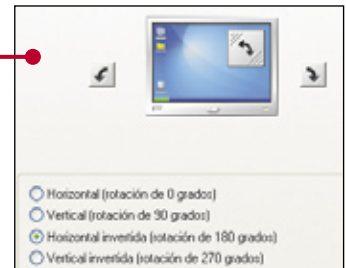 Horizontal (rotación de 0 grados)
Vertical (rotación de 90 grados)
Horizontal invertida (rotación de 180 grados)
Vertical invertida (rotación de 270 grados)